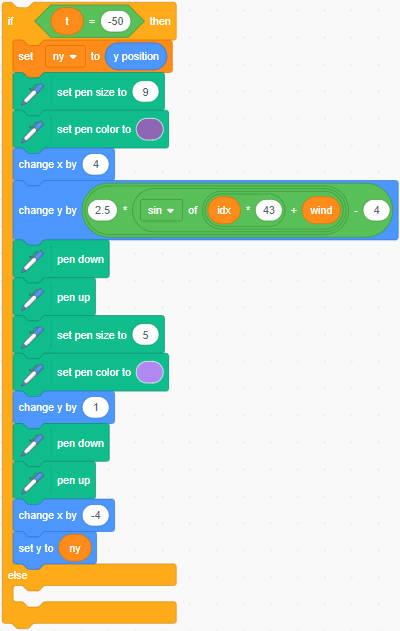 if t = -50 then
set ny to y position
set pen size to 9
set pen color to
change x by 4
change y by 2.5 * sin of idx * 43 + wind - 4
pen down
pen up
set pen size to 5
set pen color to
change y by 1
pen down
pen up
change x by -4
set y to ny
else